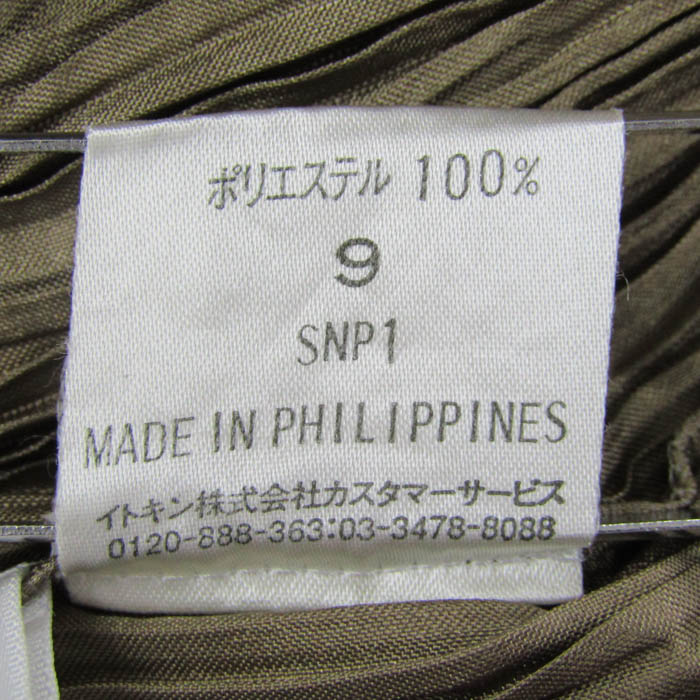 ポリエステル 100%
9
SNP1
MADE IN PHILIPPINES
イトキン株式会社カスタマーサービス
0120-888-363:03-3478-8088